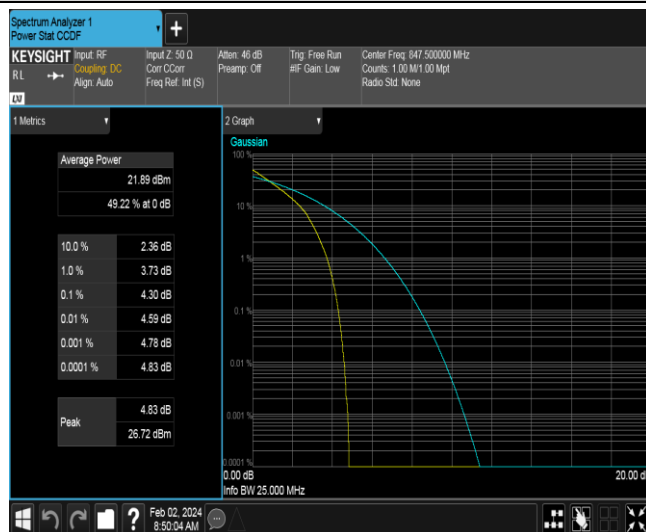 Spectrum Analyzer 1
Power Stat CCDF
+
KEYSIGHT
RL
Input: RF
Coupling: DC
Align: Auto
Input Z: 50 Ω
Corr CCorr
Freq Ref: Int (S)
Atten: 46 dB
Preamp: Off
Trig: Free Run
#IF Gain: Low
Center Freq: 847.500000 MHz
Counts: 1.00 M/1.00 Mpt
Radio Std: None
LXI
1 Metrics
Average Power
21.89 dBm
49.22 % at 0 dB
10.0 % 2.36 dB
1.0 % 3.73 dB
0.1 % 4.30 dB
0.01 % 4.59 dB
0.001 % 4.78 dB
0.0001 % 4.83 dB
Peak
4.83 dB
26.72 dBm
2 Graph
Gaussian
100 %
10 %
1 %
0.1 %
0.01 %
0.001 %
0.0001 %
0.00 dB
20.00 d
Info BW 25.000 MHz
?
Feb 02, 2024
8:50:04 AM